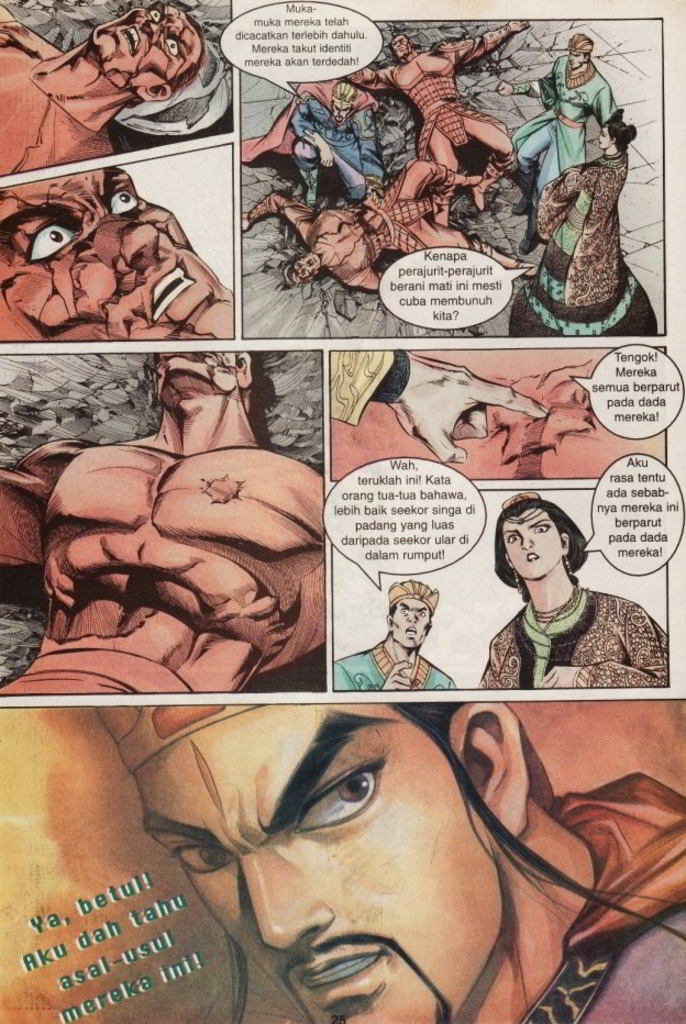 Muka-
muka mereka telah
dicacatkan terlebih dahulu.
Mereka takut identiti
mereka akan terdedah!
Kenapa
perajurit-perajurit
berani mati ini mesti
cuba membunuh
kita?
Tengok!
Mereka
semua berparut
pada dada
mereka!
Wah,
teruklah ini! Kata
orang tua-tua bahawa,
lebih baik seekor singa di
padang yang luas
daripada seekor ular di
dalam rumput!
Aku
rasa tentu
ada sebab-
nya mereka ini
berparut
pada dada
mereka!
Ya, betul!
Aku dah tahu
asal-usul
mereka ini!
25